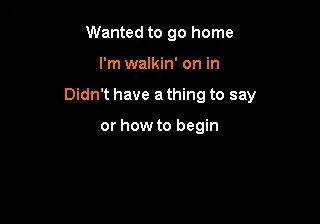 Wanted to go home
I'm walkin' on in
Didn't have a thing to say
or how to begin